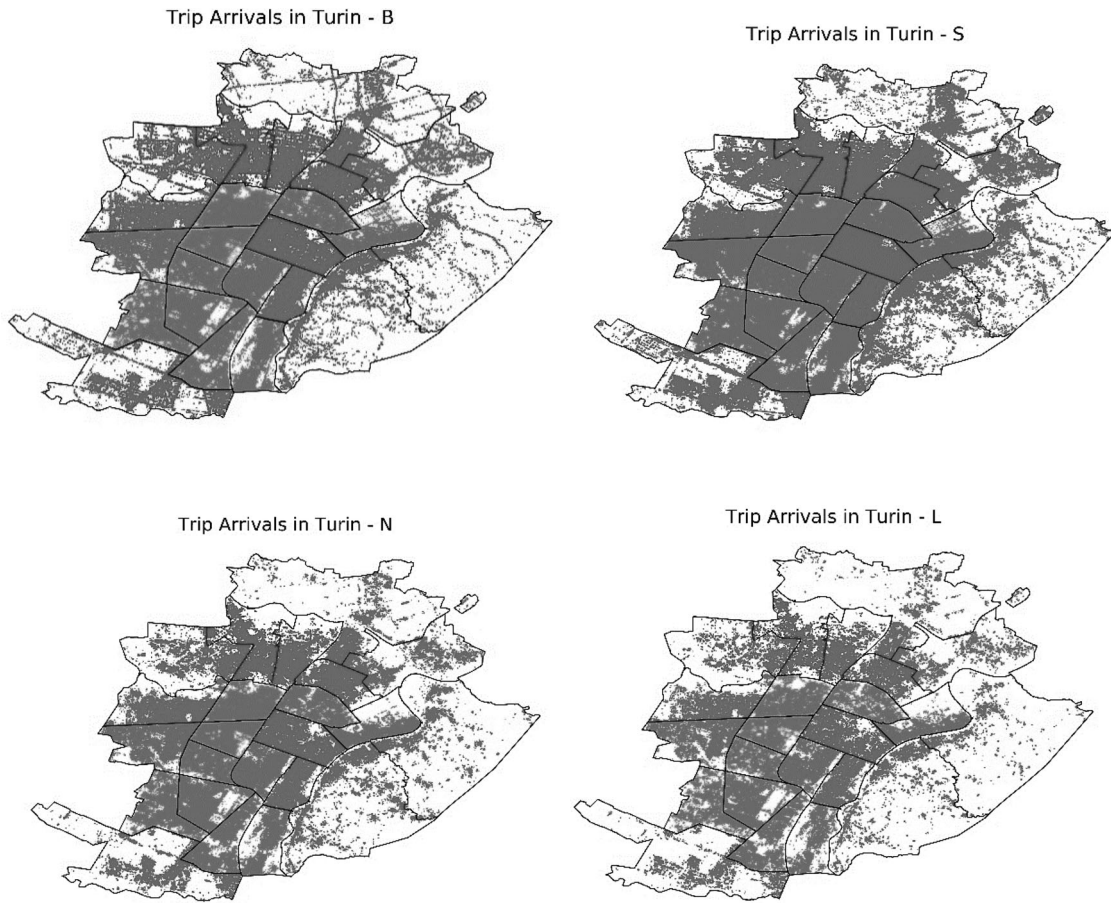 Trip Arrivals in Turin - B
Trip Arrivals in Turin - S
Trip Arrivals in Turin - N
Trip Arrivals in Turin - L